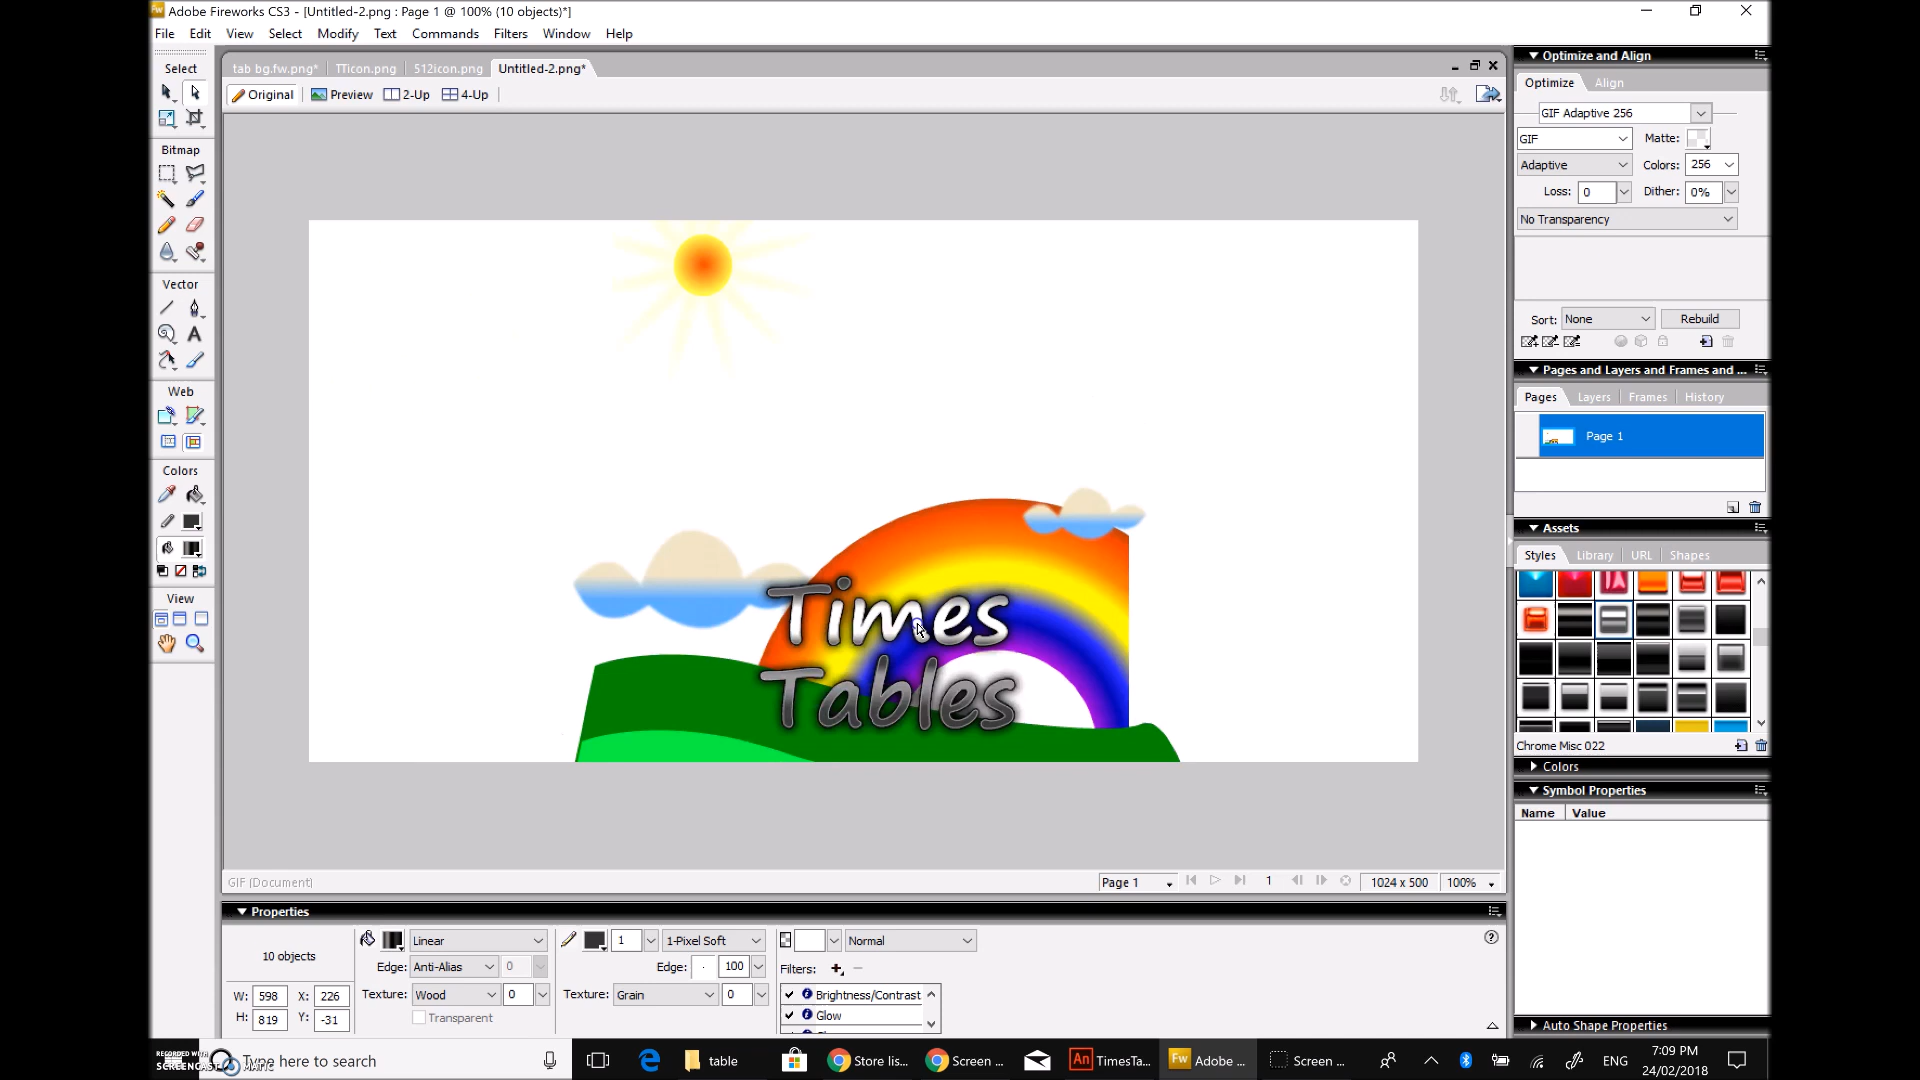 Adobe Fireworks CS3 - [Untitled-2.png : Page 1 @ 100% (10 objects)*]
File Edit View Select Modify Text Commands Filters Window Help
Select
tab bg.fw.png* TTicon.png 512icon.png Untitled-2.png*
Original Preview 2-Up 4-Up
Bitmap
Vector
Web
Colors
View
Times
Tables
GIF (Document)
Page 1 1 1024 x 500 100%
Optimize and Align
Optimize Align
GIF Adaptive 256
GIF Matte:
Adaptive Colors: 256
Loss: 0 Dither: 0%
No Transparency
Sort: None Rebuild
Pages and Layers and Frames and ...
Pages Layers Frames History
Page 1
Assets
Styles Library URL Shapes
Chrome Misc 022
Colors
Symbol Properties
Name Value
Auto Shape Properties
Properties
10 objects
W: 598 X: 226
H: 819 Y: -31
Linear
Edge: Anti-Alias 0
Texture: Wood 0
Transparent
1 1-Pixel Soft
Edge: 100
Texture: Grain 0
Normal
Filters:
Brightness/Contrast
Glow
RECORDED WITH
SCREENCAST MATIC
Type here to search
table
Store lis...
Screen ...
An TimesTa...
Fw Adobe ...
Screen ...
ENG
7:09 PM
24/02/2018